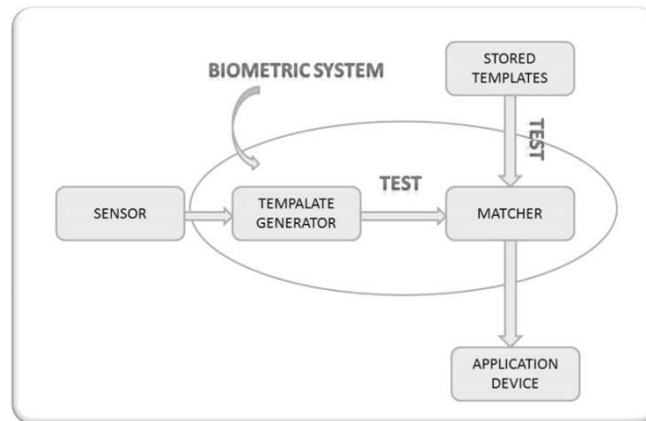 STORED
TEMPLATES
BIOMETRIC SYSTEM
TEST
TEST
SENSOR
TEMPALATE
GENERATOR
MATCHER
APPLICATION
DEVICE